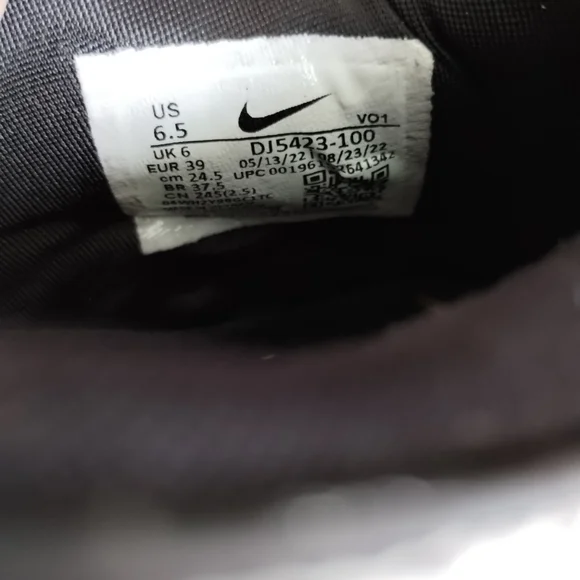 US
6.5 VO1
UK 6 DJ5423-100
EUR 39 05/13/22 08/23/22
cm 24.5 UPC 00196
BR 37.5
CN 245(2.5)